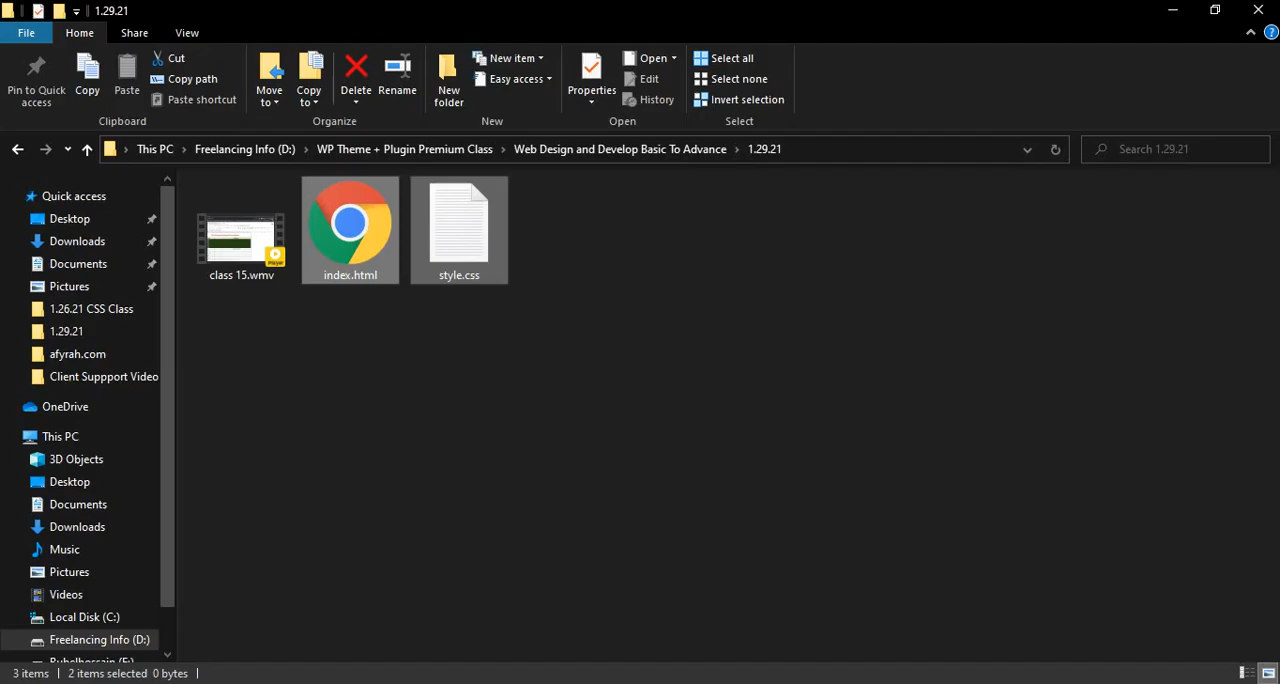 1.29.21
File Home Share View
Pin to Quick access
Copy
Paste
Cut
Copy path
Paste shortcut
Clipboard
Move to
Copy to
Delete
Rename
Organize
New folder
New item
Easy access
New
Properties
Open
Edit
History
Open
Select all
Select none
Invert selection
Select
This PC › Freelancing Info (D:) › WP Theme + Plugin Premium Class › Web Design and Develop Basic To Advance › 1.29.21
Search 1.29.21
Quick access
Desktop
Downloads
Documents
Pictures
1.26.21 CSS Class
1.29.21
afyrah.com
Client Suppport Video
OneDrive
This PC
3D Objects
Desktop
Documents
Downloads
Music
Pictures
Videos
Local Disk (C:)
Freelancing Info (D:)
class 15.wmv
index.html
style.css
3 items
2 items selected 0 bytes